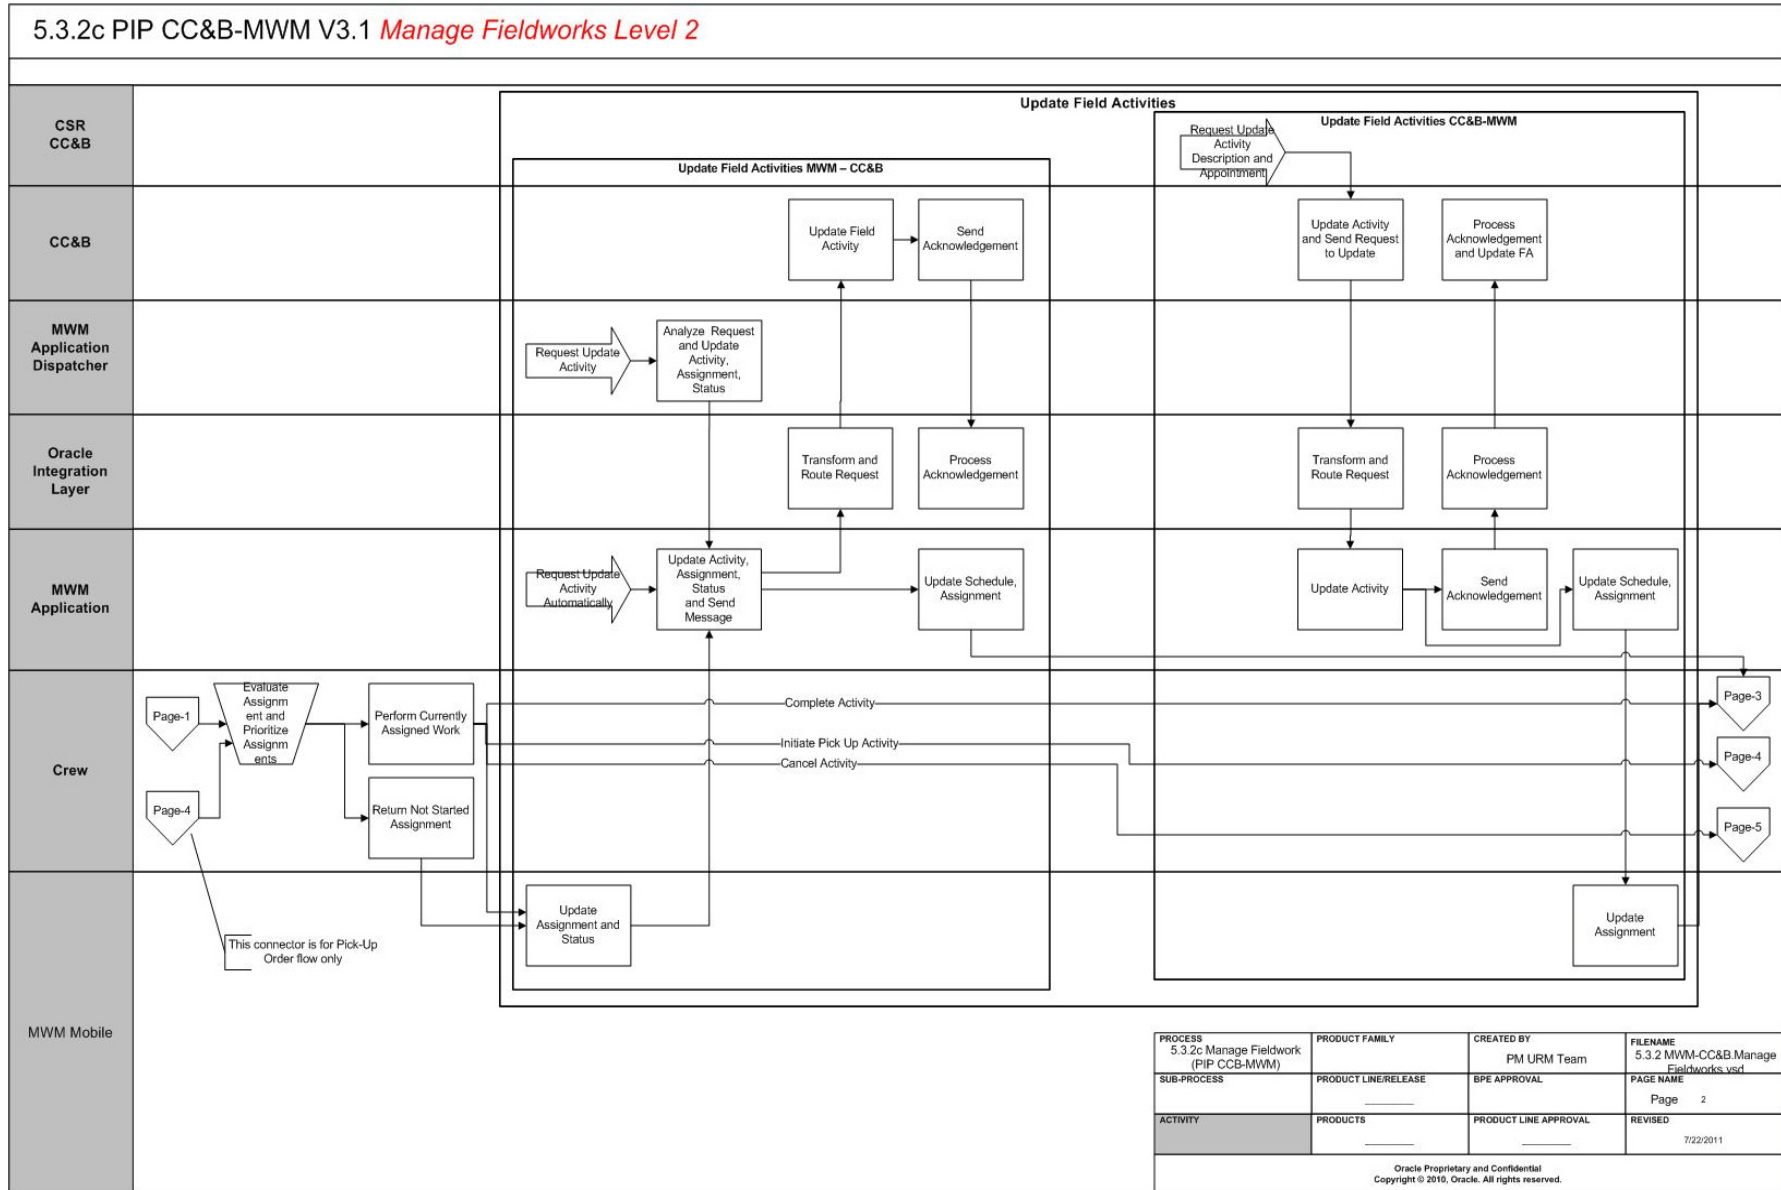 5.3.2c PIP CC&B-MWM V3.1 Manage Fieldworks Level 2
Update Field Activities
CSR
CC&B
Update Field Activities CC&B-MWM
Request Update
Activity
Description and
Appointment
Update Field Activities MWM – CC&B
CC&B
Update Field
Activity
Send
Acknowledgement
Update Activity
and Send Request
to Update
Process
Acknowledgement
and Update FA
MWM
Application
Dispatcher
Request Update
Activity
Analyze Request
and Update
Activity,
Assignment,
Status
Oracle
Integration
Layer
Transform and
Route Request
Process
Acknowledgement
Transform and
Route Request
Process
Acknowledgement
MWM
Application
Request Update
Activity
Automatically
Update Activity,
Assignment,
Status
and Send
Message
Update Schedule,
Assignment
Update Activity
Send
Acknowledgement
Update Schedule,
Assignment
Crew
Page-1
Evaluate
Assignm
ent and
Prioritize
Assignm
ents
Perform Currently
Assigned Work
Complete Activity
Page-3
Initiate Pick Up Activity
Cancel Activity
Page-4
Page-4
Return Not Started
Assignment
Page-5
MWM Mobile
Update
Assignment and
Status
Update
Assignment
This connector is for Pick-Up
Order flow only
PROCESS
5.3.2c Manage Fieldwork
(PIP CCB-MWM)
PRODUCT FAMILY
CREATED BY
PM URM Team
FILENAME
5.3.2 MWM-CC&B.Manage
Fieldworks.vsd
SUB-PROCESS
PRODUCT LINE/RELEASE
BPE APPROVAL
PAGE NAME
Page 2
ACTIVITY
PRODUCTS
PRODUCT LINE APPROVAL
REVISED
7/22/2011
Oracle Proprietary and Confidential
Copyright © 2010, Oracle. All rights reserved.